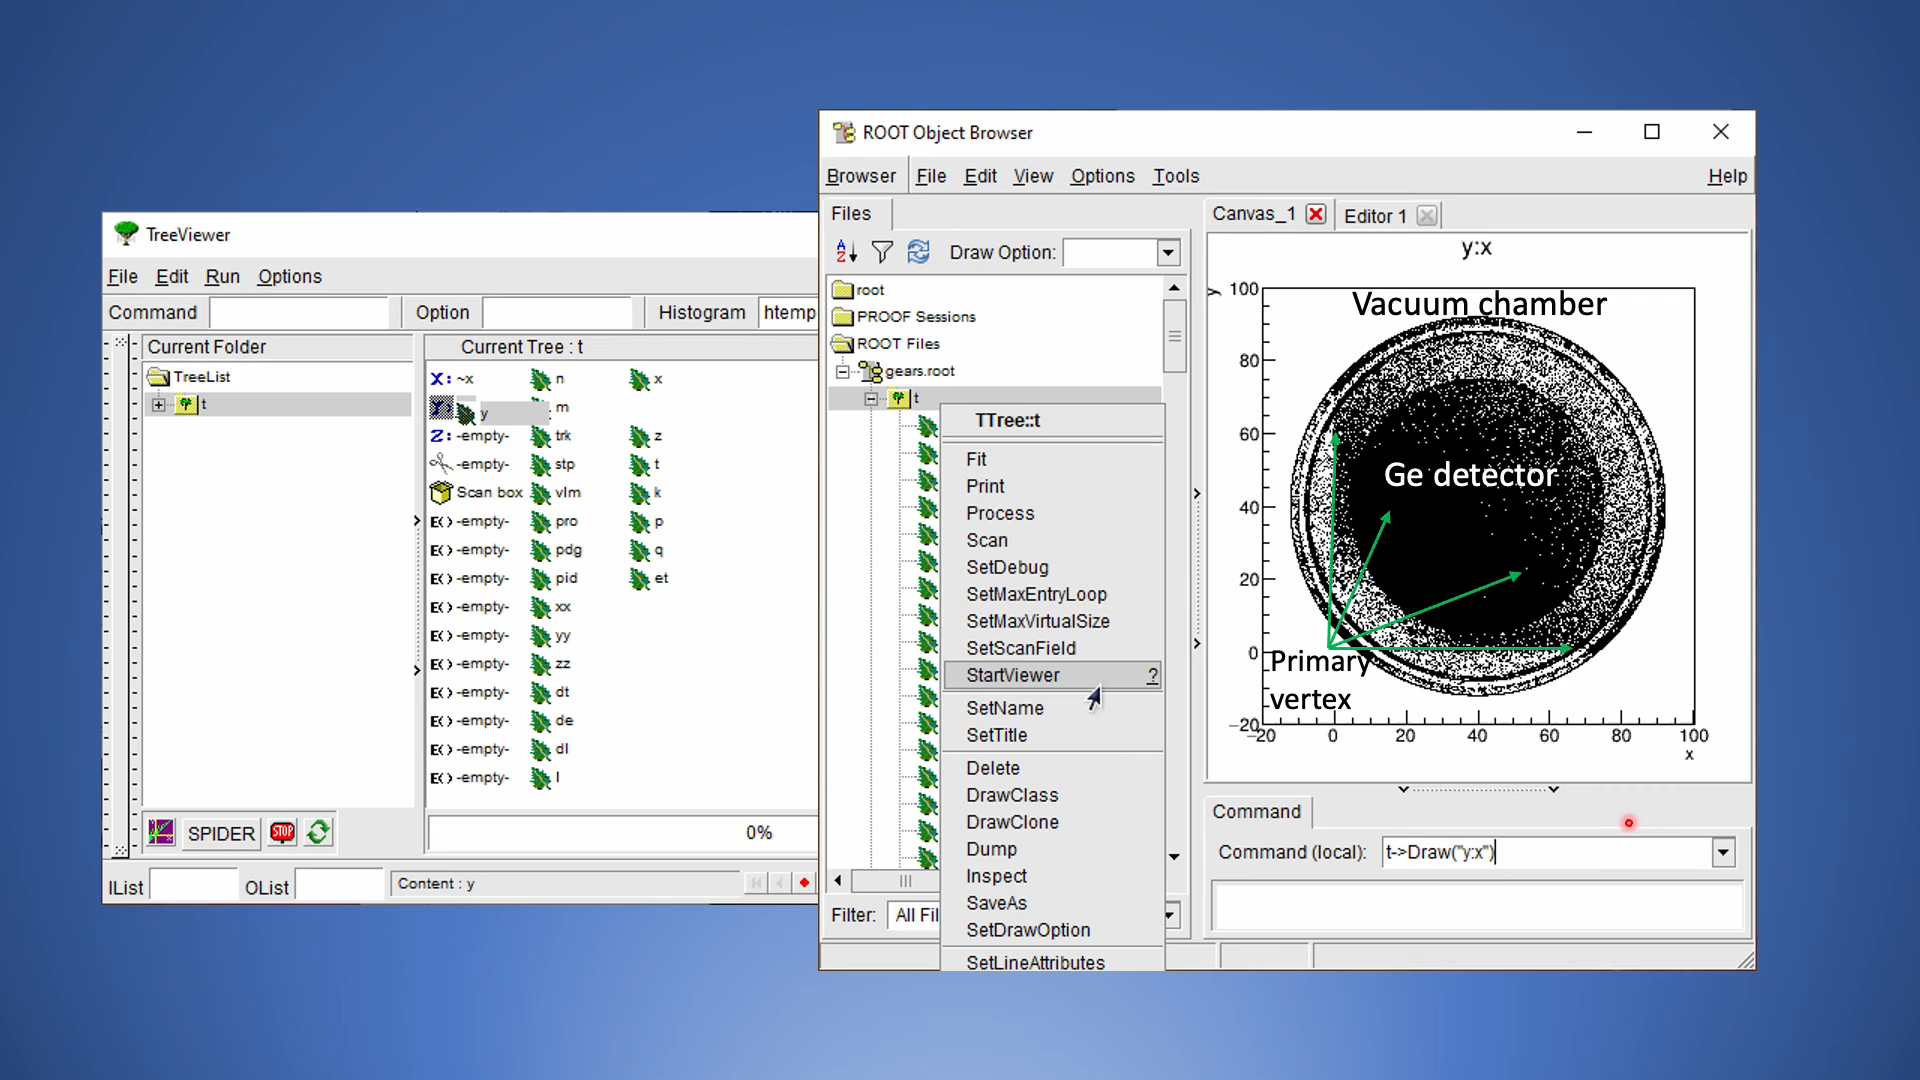 TreeViewer
File Edit Run Options
Command Option Histogram htemp
Current Folder
TreeList
t
Current Tree : t
X: ~x n x
Y: y m
Z: -empty- trk z
-empty- stp t
Scan box vlm k
E() -empty- pro p
E() -empty- pdg q
E() -empty- pid et
E() -empty- xx
E() -empty- yy
E() -empty- zz
E() -empty- dt
E() -empty- de
E() -empty- dl
E() -empty- l
SPIDER STOP 0%
IList OList Content : y
ROOT Object Browser
Browser File Edit View Options Tools Help
Files
Draw Option:
root
PROOF Sessions
ROOT Files
gears.root
t
TTree::t
Fit
Print
Process
Scan
SetDebug
SetMaxEntryLoop
SetMaxVirtualSize
SetScanField
StartViewer ?
SetName
SetTitle
Delete
DrawClass
DrawClone
Dump
Inspect
SaveAs
SetDrawOption
SetLineAttributes
Filter: All Fil
Canvas_1 Editor 1
y:x
y
100
80
60
40
20
0
−20
−20 0 20 40 60 80 100
x
Vacuum chamber
Ge detector
Primary
vertex
Command
Command (local): t->Draw("y:x")